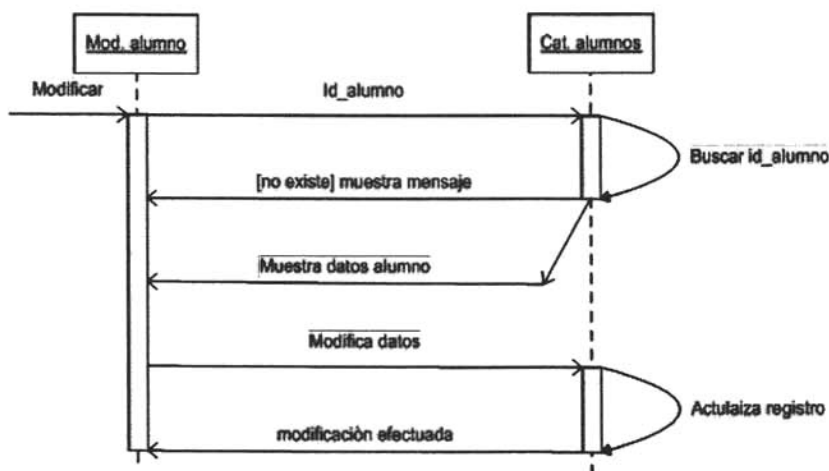 Mod. alumno
Cat. alumnos
Modificar
Id_alumno
Buscar id_alumno
[no existe] muestra mensaje
Muestra datos alumno
Modifica datos
Actulaiza registro
modificaciòn efectuada